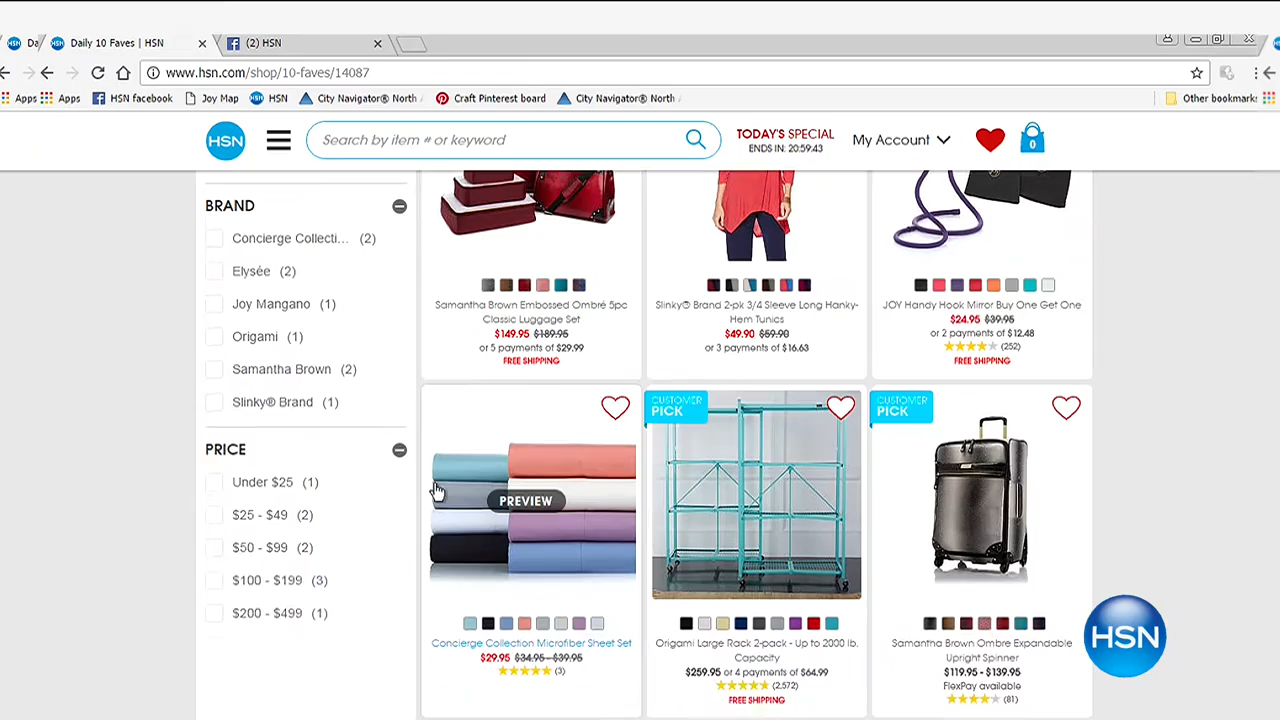 HSN Da
HSN Daily 10 Faves | HSN
(2) HSN
www.hsn.com/shop/10-faves/14087
Apps
Apps
HSN facebook
Joy Map
HSN
City Navigator® North
Craft Pinterest board
City Navigator® North
Other bookmarks
HSN
Search by item # or keyword
TODAY'S SPECIAL
ENDS IN: 20:59:43
My Account
0
BRAND
Concierge Collecti... (2)
Elysée (2)
Joy Mangano (1)
Origami (1)
Samantha Brown (2)
Slinky® Brand (1)
PRICE
Under $25 (1)
$25 - $49 (2)
$50 - $99 (2)
$100 - $199 (3)
$200 - $499 (1)
Samantha Brown Embossed Ombré 5pc
Classic Luggage Set
$149.95 $189.95
or 5 payments of $29.99
FREE SHIPPING
Slinky® Brand 2-pk 3/4 Sleeve Long Hanky-
Hem Tunics
$49.90 $59.90
or 3 payments of $16.63
JOY Handy Hook Mirror Buy One Get One
$24.95 $39.95
or 2 payments of $12.48
(252)
FREE SHIPPING
PREVIEW
Concierge Collection Microfiber Sheet Set
$29.95 $34.95 - $39.95
(3)
CUSTOMER
PICK
Origami Large Rack 2-pack - Up to 2000 lb.
Capacity
$259.95 or 4 payments of $64.99
(2,572)
FREE SHIPPING
CUSTOMER
PICK
Samantha Brown Ombre Expandable
Upright Spinner
$119.95 - $139.95
FlexPay available
(81)
HSN